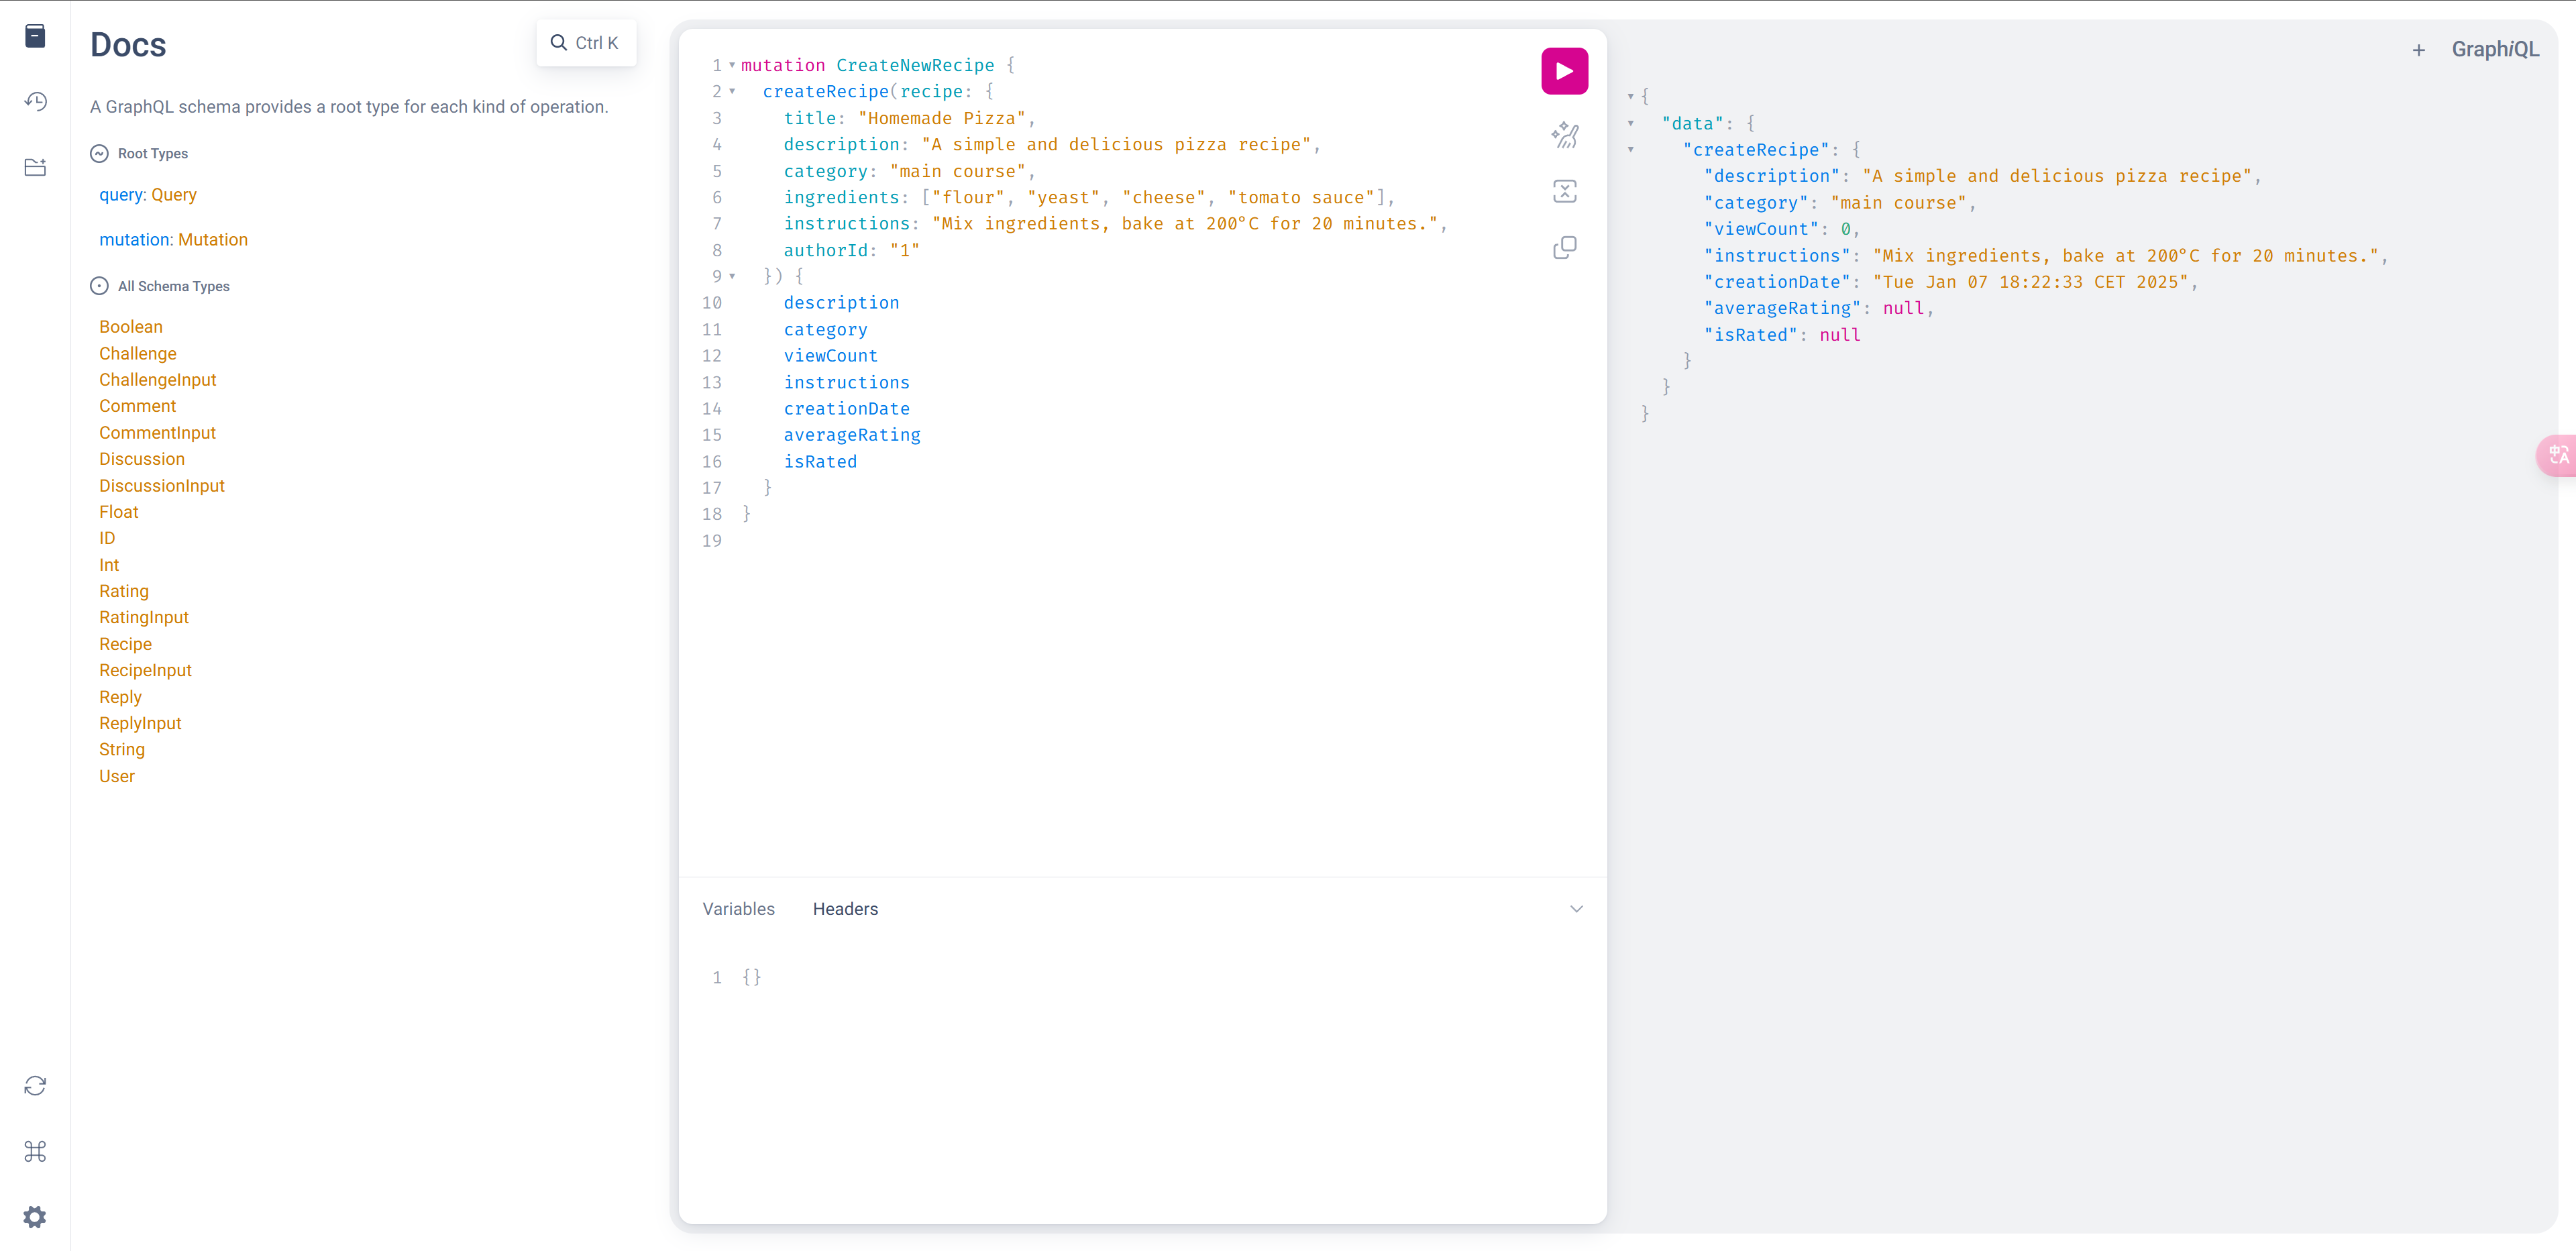 Docs
Ctrl K
A GraphQL schema provides a root type for each kind of operation.
Root Types
query: Query
mutation: Mutation
All Schema Types
Boolean
Challenge
ChallengeInput
Comment
CommentInput
Discussion
DiscussionInput
Float
ID
Int
Rating
RatingInput
Recipe
RecipeInput
Reply
ReplyInput
String
User
1 mutation CreateNewRecipe {
2 createRecipe(recipe: {
3 title: "Homemade Pizza",
4 description: "A simple and delicious pizza recipe",
5 category: "main course",
6 ingredients: ["flour", "yeast", "cheese", "tomato sauce"],
7 instructions: "Mix ingredients, bake at 200°C for 20 minutes.",
8 authorId: "1"
9 }) {
10 description
11 category
12 viewCount
13 instructions
14 creationDate
15 averageRating
16 isRated
17 }
18 }
19
Variables Headers
1 {}
+ GraphiQL
{
"data": {
"createRecipe": {
"description": "A simple and delicious pizza recipe",
"category": "main course",
"viewCount": 0,
"instructions": "Mix ingredients, bake at 200°C for 20 minutes.",
"creationDate": "Tue Jan 07 18:22:33 CET 2025",
"averageRating": null,
"isRated": null
}
}
}
中A